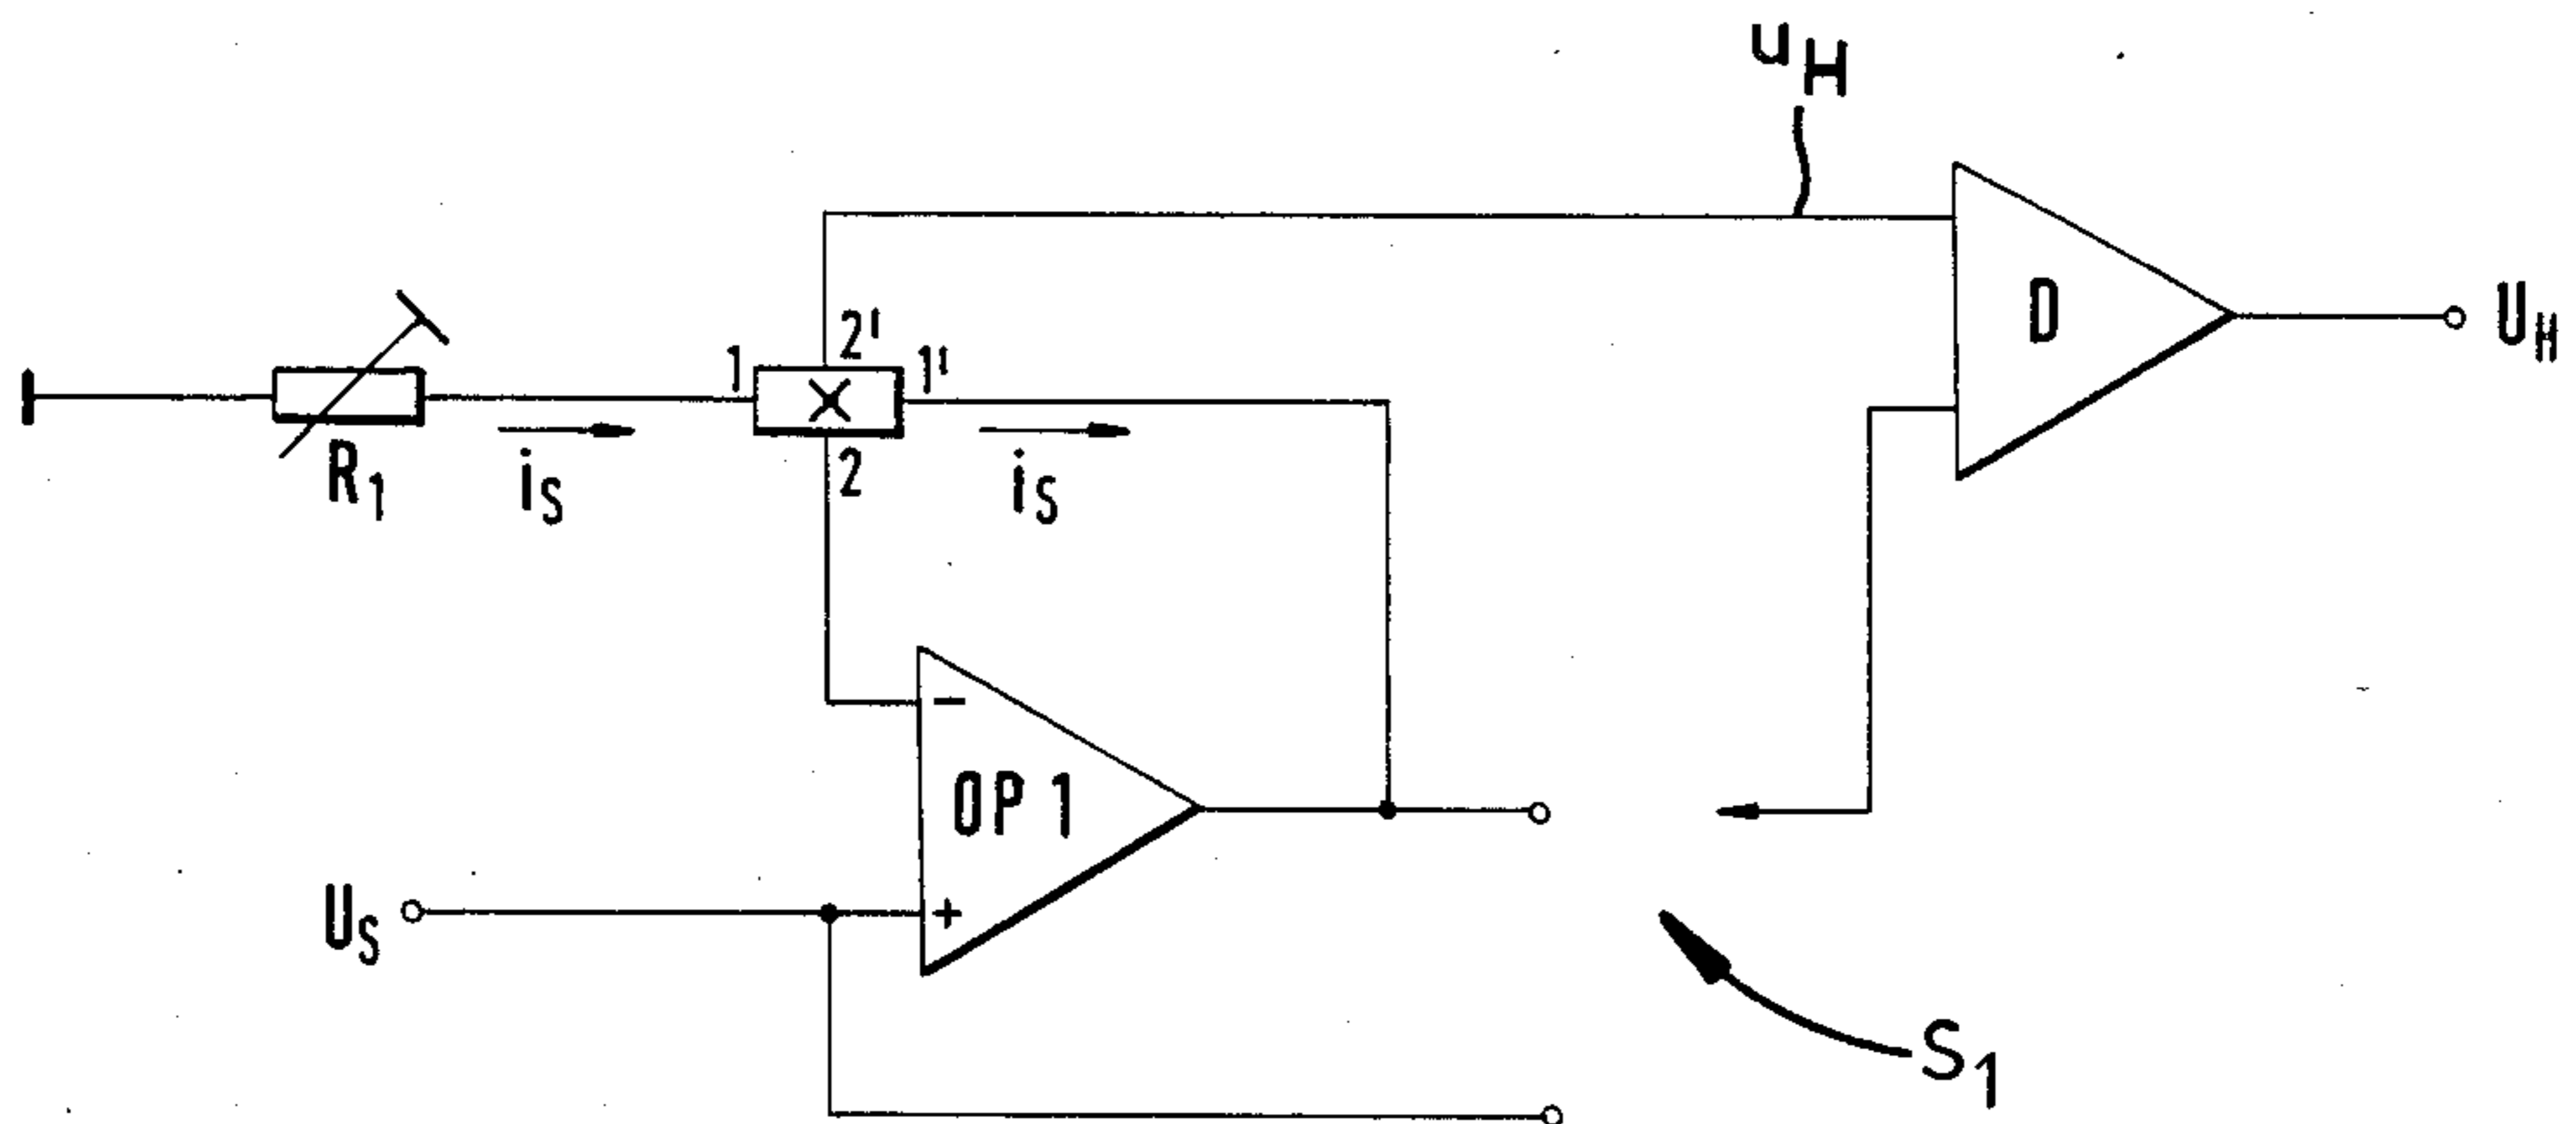 uH
D
UH
2'
1
1'
R1
iS
2
iS
−
OP 1
US
+
S1